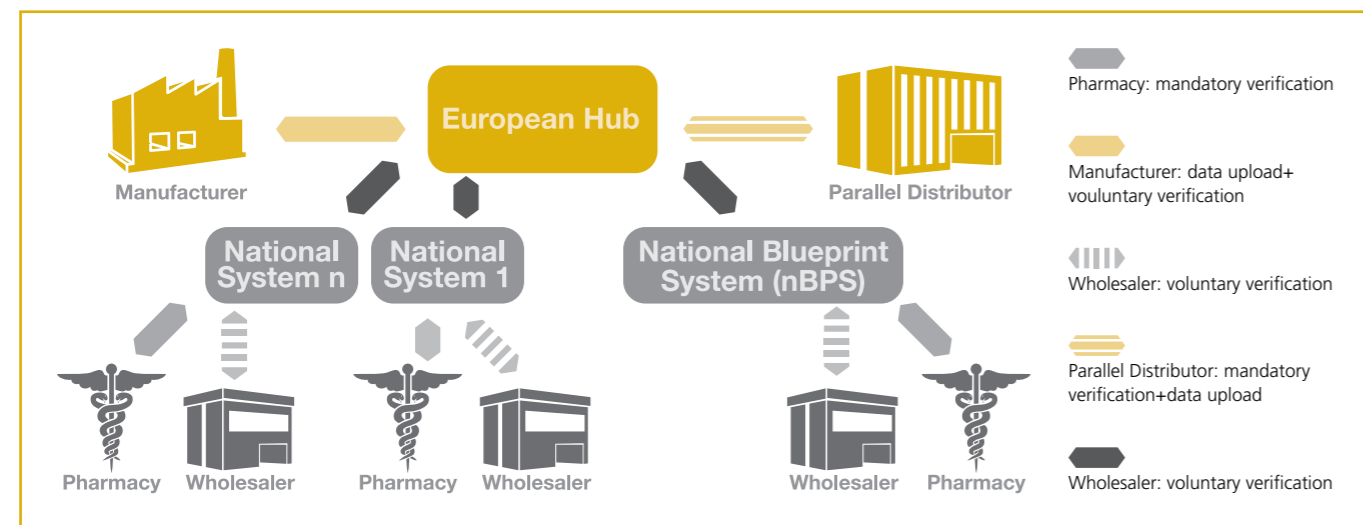 European Hub
Manufacturer
Parallel Distributor
National
System n
National
System 1
National Blueprint
System (nBPS)
Pharmacy
Wholesaler
Pharmacy
Wholesaler
Wholesaler
Pharmacy
Pharmacy: mandatory verification
Manufacturer: data upload+
vouluntary verification
Wholesaler: voluntary verification
Parallel Distributor: mandatory
verification+data upload
Wholesaler: voluntary verification